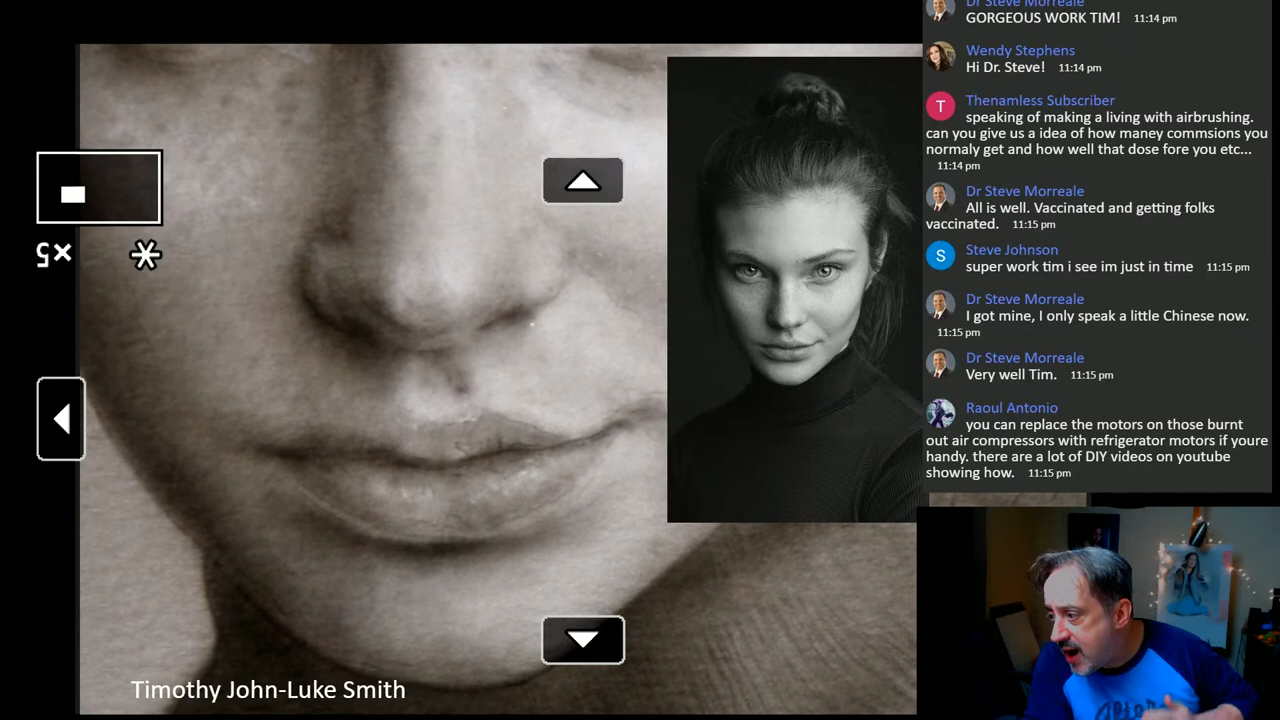 Dr Steve Morreale
GORGEOUS WORK TIM! 11:14 pm
Wendy Stephens
Hi Dr. Steve! 11:14 pm
T Thenamless Subscriber
speaking of making a living with airbrushing.
can you give us a idea of how maney commsions you
normaly get and how well that dose fore you etc...
11:14 pm
Dr Steve Morreale
All is well. Vaccinated and getting folks
vaccinated. 11:15 pm
S Steve Johnson
super work tim i see im just in time 11:15 pm
Dr Steve Morreale
I got mine, I only speak a little Chinese now.
11:15 pm
Dr Steve Morreale
Very well Tim. 11:15 pm
Raoul Antonio
you can replace the motors on those burnt
out air compressors with refrigerator motors if youre
handy. there are a lot of DIY videos on youtube
showing how. 11:15 pm
×5
Timothy John-Luke Smith